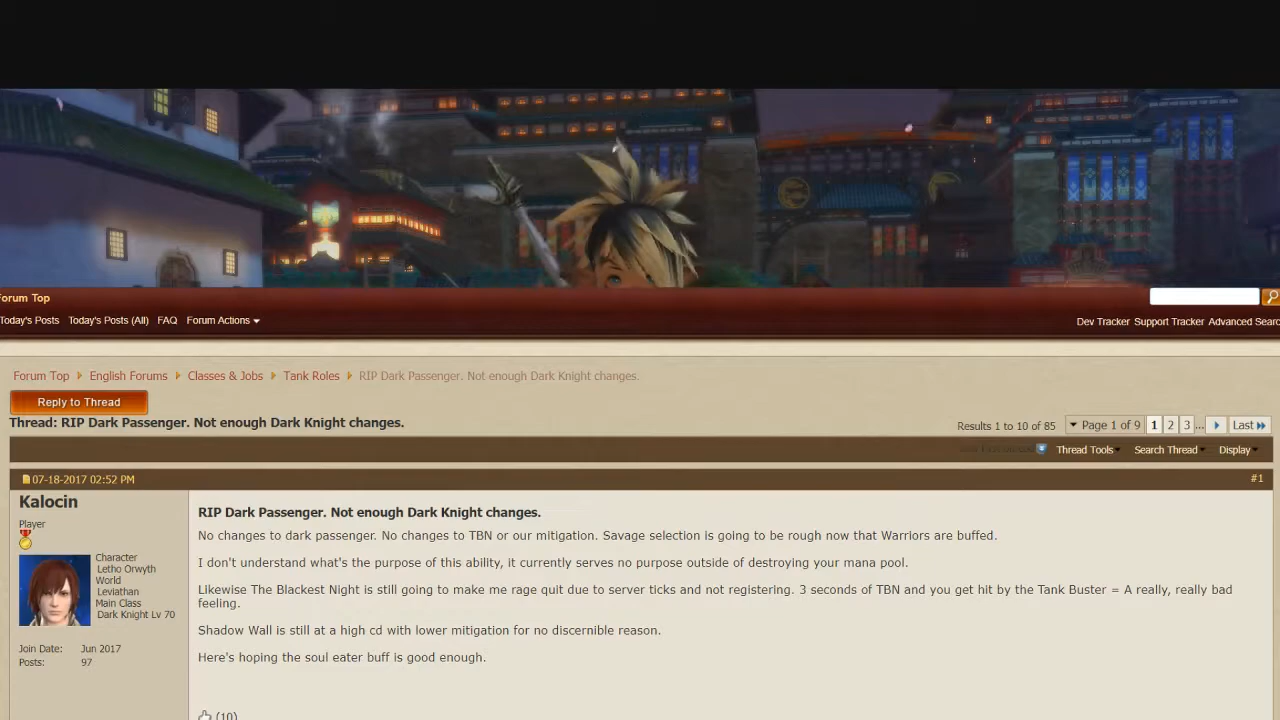 Forum Top
Today's Posts Today's Posts (All) FAQ Forum Actions
Dev Tracker Support Tracker Advanced Searc
Forum Top English Forums Classes & Jobs Tank Roles RIP Dark Passenger. Not enough Dark Knight changes.
Reply to Thread
Thread: RIP Dark Passenger. Not enough Dark Knight changes.
Results 1 to 10 of 85 Page 1 of 9 1 2 3 ... Last
Thread Tools Search Thread Display
07-18-2017 02:52 PM #1
Kalocin
Player
Character
Letho Orwyth
World
Leviathan
Main Class
Dark Knight Lv 70
Join Date: Jun 2017
Posts: 97
RIP Dark Passenger. Not enough Dark Knight changes.
No changes to dark passenger. No changes to TBN or our mitigation. Savage selection is going to be rough now that Warriors are buffed.
I don't understand what's the purpose of this ability, it currently serves no purpose outside of destroying your mana pool.
Likewise The Blackest Night is still going to make me rage quit due to server ticks and not registering. 3 seconds of TBN and you get hit by the Tank Buster = A really, really bad
feeling.
Shadow Wall is still at a high cd with lower mitigation for no discernible reason.
Here's hoping the soul eater buff is good enough.
(10)